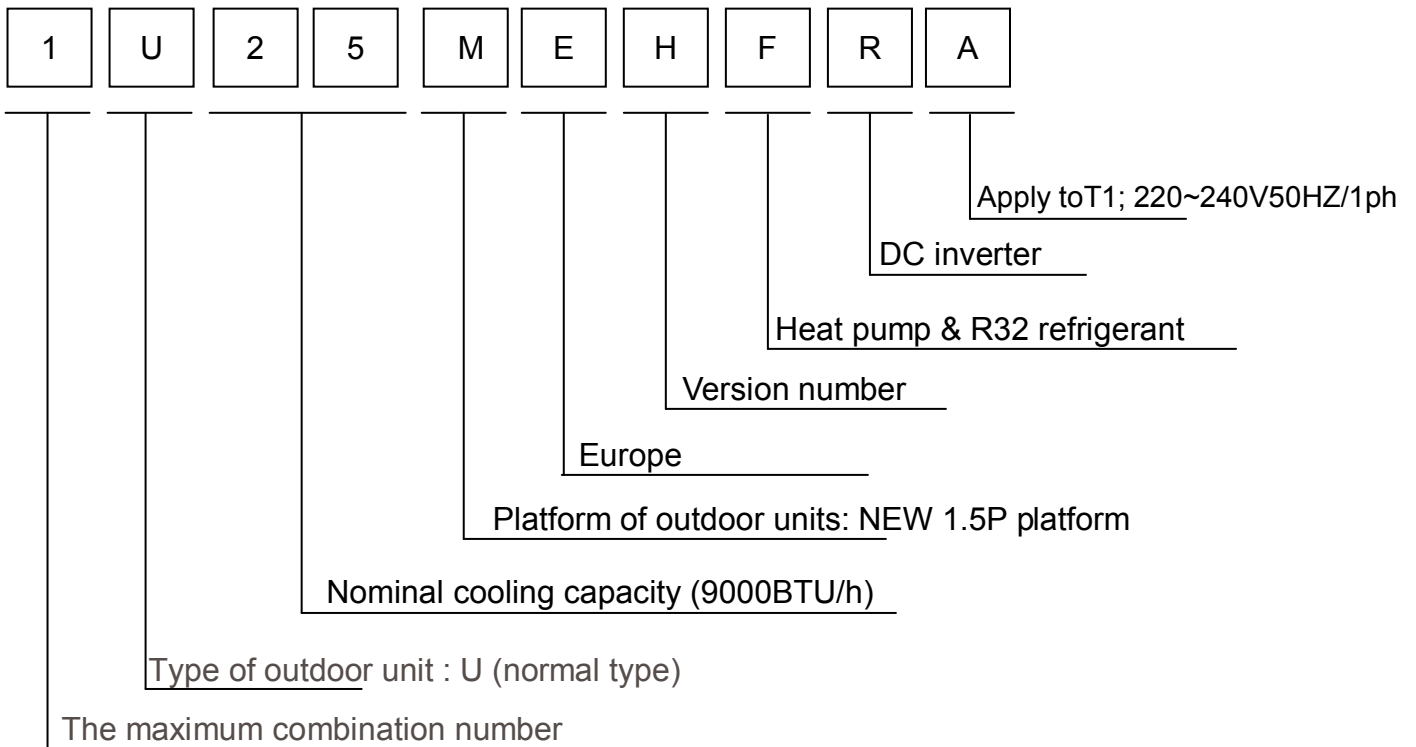 1 U 2 5 M E H F R A
Apply toT1; 220~240V50HZ/1ph
DC inverter
Heat pump & R32 refrigerant
Version number
Europe
Platform of outdoor units: NEW 1.5P platform
Nominal cooling capacity (9000BTU/h)
Type of outdoor unit : U (normal type)
The maximum combination number